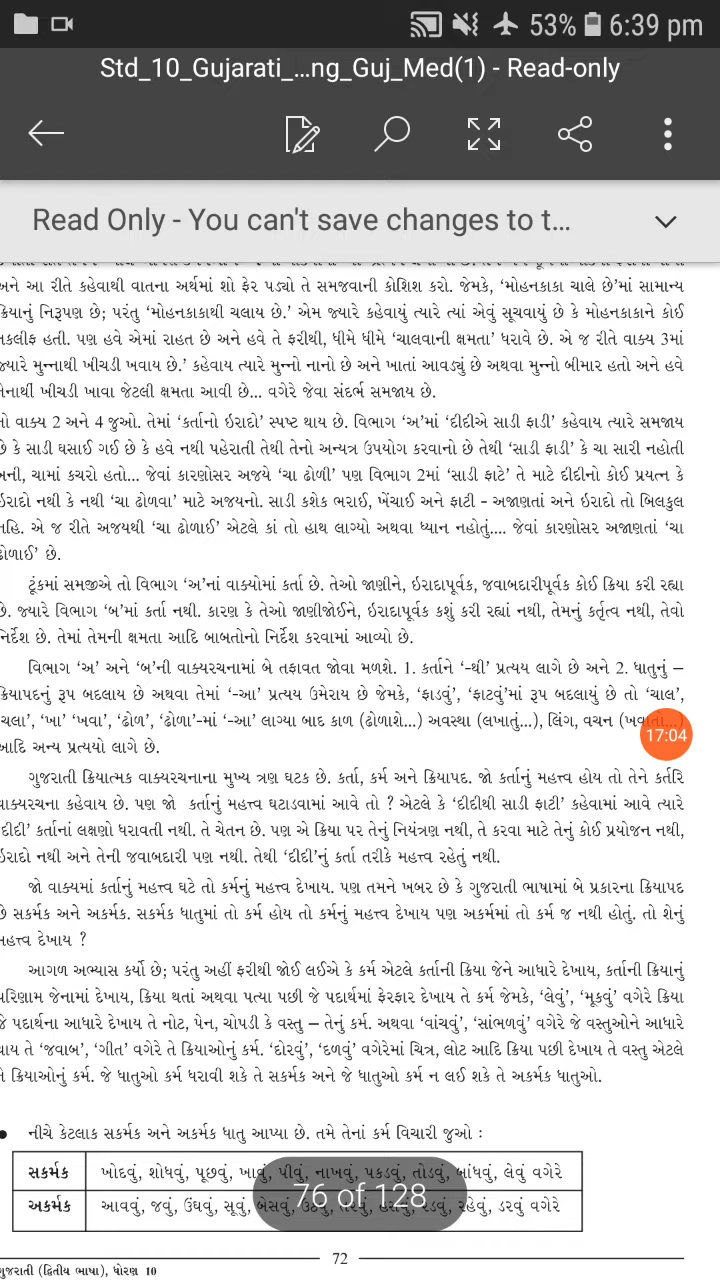 53% 6:39 pm
Std_10_Gujarati_...ng_Guj_Med(1) - Read-only
Read Only - You can't save changes to t...
અને આ રીતે કહેવાથી વાતના અર્થમાં શો ફેર પડ્યો તે સમજવાની કોશિશ કરો. જેમકે, ‘મોહનકાકા ચાલે છે’માં સામાન્ય
ક્રિયાનું નિરૂપણ છે; પરંતુ ‘મોહનકાકાથી ચલાય છે.’ એમ જ્યારે કહેવાયું ત્યારે ત્યાં એવું સૂચવાયું છે કે મોહનકાકાને કોઈ
તકલીફ હતી. પણ હવે એમાં રાહત છે અને હવે તે ફરીથી, ધીમે ધીમે ‘ચાલવાની ક્ષમતા’ ધરાવે છે. એ જ રીતે વાક્ય 3માં
જ્યારે મુન્નાથી ખીચડી ખવાય છે.’ કહેવાય ત્યારે મુન્નો નાનો છે અને ખાતાં આવડ્યું છે અથવા મુન્નો બીમાર હતો અને હવે
તેનાથી ખીચડી ખાવા જેટલી ક્ષમતા આવી છે... વગેરે જેવા સંદર્ભ સમજાય છે.
તો વાક્ય 2 અને 4 જુઓ. તેમાં ‘કર્તાનો ઇરાદો’ સ્પષ્ટ થાય છે. વિભાગ ‘અ’માં ‘દીદીએ સાડી ફાડી’ કહેવાય ત્યારે સમજાય
છે કે સાડી ઘસાઈ ગઈ છે કે હવે નથી પહેરાતી તેથી તેનો અન્યત્ર ઉપયોગ કરવાનો છે તેથી ‘સાડી ફાડી’ કે ચા સારી નહોતી
બની, ચામાં કચરો હતો... જેવાં કારણોસર અજયે ‘ચા ઢોળી’ પણ વિભાગ 2માં ‘સાડી ફાટે’ તે માટે દીદીનો કોઈ પ્રયત્ન કે
ઇરાદો નથી કે નથી ‘ચા ઢોળવા’ માટે અજયનો. સાડી કશેક ભરાઈ, ખેંચાઈ અને ફાટી - અજાણતાં અને ઇરાદો તો બિલકુલ
નહિ. એ જ રીતે અજયથી ‘ચા ઢોળાઈ’ એટલે કાં તો હાથ લાગ્યો અથવા ધ્યાન નહોતું.... જેવાં કારણોસર અજાણતાં ‘ચા
ઢોળાઈ’ છે.
ટૂંકમાં સમજીએ તો વિભાગ ‘અ’નાં વાક્યોમાં કર્તા છે. તેઓ જાણીને, ઇરાદાપૂર્વક, જવાબદારીપૂર્વક કોઈ ક્રિયા કરી રહ્યા
છે. જ્યારે વિભાગ ‘બ’માં કર્તા નથી. કારણ કે તેઓ જાણીજોઈને, ઇરાદાપૂર્વક કશું કરી રહ્યાં નથી, તેમનું કર્તૃત્વ નથી, તેવો
નિર્દેશ છે. તેમાં તેમની ક્ષમતા આદિ બાબતોનો નિર્દેશ કરવામાં આવ્યો છે.
વિભાગ ‘અ’ અને ‘બ’ની વાક્યરચનામાં બે તફાવત જોવા મળશે. 1. કર્તાને ‘-થી’ પ્રત્યય લાગે છે અને 2. ધાતુનું –
ક્રિયાપદનું રૂપ બદલાય છે અથવા તેમાં ‘-આ’ પ્રત્યય ઉમેરાય છે જેમકે, ‘ફાડવું’, ‘ફાટવું’માં રૂપ બદલાયું છે તો ‘ચાલ’,
‘ચલા’, ‘ખા’ ‘ખવા’, ‘ઢોળ’, ‘ઢોળા’-માં ‘-આ’ લાગ્યા બાદ કાળ (ઢોળાશે...) અવસ્થા (લખાતું...), લિંગ, વચન (ખવાતો...)
17:04
આદિ અન્ય પ્રત્યયો લાગે છે.
ગુજરાતી ક્રિયાત્મક વાક્યરચનાના મુખ્ય ત્રણ ઘટક છે. કર્તા, કર્મ અને ક્રિયાપદ. જો કર્તાનું મહત્ત્વ હોય તો તેને કર્તરિ
વાક્યરચના કહેવાય છે. પણ જો કર્તાનું મહત્ત્વ ઘટાડવામાં આવે તો ? એટલે કે ‘દીદીથી સાડી ફાટી’ કહેવામાં આવે ત્યારે
‘દીદી’ કર્તાનાં લક્ષણો ધરાવતી નથી. તે ચેતન છે. પણ એ ક્રિયા પર તેનું નિયંત્રણ નથી, તે કરવા માટે તેનું કોઈ પ્રયોજન નથી,
ઇરાદો નથી અને તેની જવાબદારી પણ નથી. તેથી ‘દીદી’નું કર્તા તરીકે મહત્ત્વ રહેતું નથી.
જો વાક્યમાં કર્તાનું મહત્ત્વ ઘટે તો કર્મનું મહત્ત્વ દેખાય. પણ તમને ખબર છે કે ગુજરાતી ભાષામાં બે પ્રકારના ક્રિયાપદ
છે સકર્મક અને અકર્મક. સકર્મક ધાતુમાં તો કર્મ હોય તો કર્મનું મહત્ત્વ દેખાય પણ અકર્મમાં તો કર્મ જ નથી હોતું. તો શેનું
મહત્ત્વ દેખાય ?
આગળ અભ્યાસ કર્યો છે; પરંતુ અહીં ફરીથી જોઈ લઈએ કે કર્મ એટલે કર્તાની ક્રિયા જેને આધારે દેખાય, કર્તાની ક્રિયાનું
પરિણામ જેનામાં દેખાય, ક્રિયા થતાં અથવા પત્યા પછી જે પદાર્થમાં ફેરફાર દેખાય તે કર્મ જેમકે, ‘લેવું’, ‘મૂકવું’ વગેરે ક્રિયા
જે પદાર્થના આધારે દેખાય તે નોટ, પેન, ચોપડી કે વસ્તુ – તેનું કર્મ. અથવા ‘વાંચવું’, ‘સાંભળવું’ વગેરે જે વસ્તુઓને આધારે
થાય તે ‘જવાબ’, ‘ગીત’ વગેરે તે ક્રિયાઓનું કર્મ. ‘દોરવું’, ‘દળવું’ વગેરેમાં ચિત્ર, લોટ આદિ ક્રિયા પછી દેખાય તે વસ્તુ એટલે
તે ક્રિયાઓનું કર્મ. જે ધાતુઓ કર્મ ધરાવી શકે તે સકર્મક અને જે ધાતુઓ કર્મ ન લઈ શકે તે અકર્મક ધાતુઓ.
● નીચે કેટલાક સકર્મક અને અકર્મક ધાતુ આપ્યા છે. તમે તેનાં કર્મ વિચારી જુઓ :
સકર્મક ખોદવું, શોધવું, પૂછવું, ખાવું, પીવું, નાખવું, પકડવું, તોડવું, બાંધવું, લેવું વગેરે
અકર્મક આવવું, જવું, ઉંઘવું, સૂવું, બેસવું, ઉઠવું, તરવું, હસવું, રડવું, રહેવું, ડરવું વગેરે
76 of 128
72
ગુજરાતી (દ્વિતીય ભાષા), ધોરણ 10